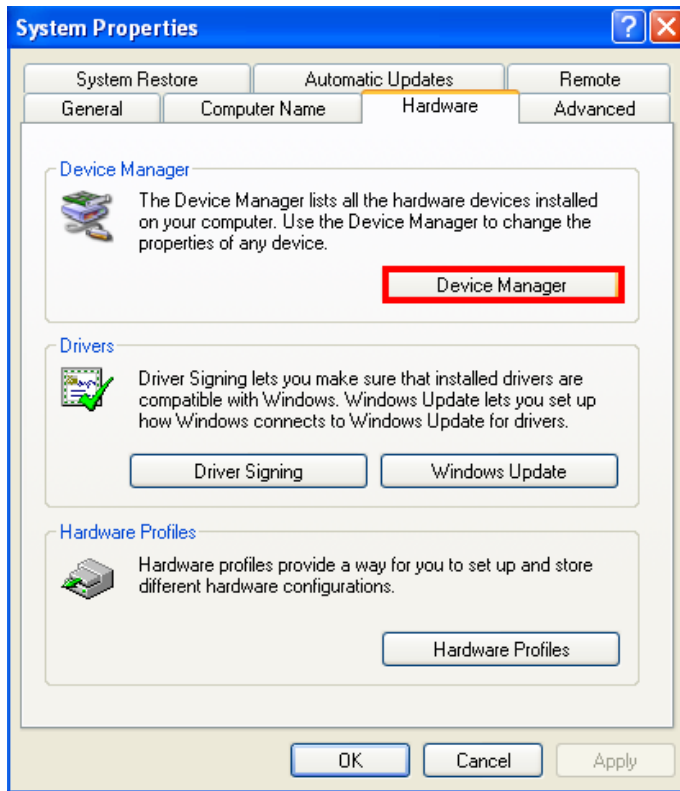 System Properties
System Restore Automatic Updates Remote
General Computer Name Hardware Advanced
Device Manager
The Device Manager lists all the hardware devices installed
on your computer. Use the Device Manager to change the
properties of any device.
Device Manager
Drivers
Driver Signing lets you make sure that installed drivers are
compatible with Windows. Windows Update lets you set up
how Windows connects to Windows Update for drivers.
Driver Signing Windows Update
Hardware Profiles
Hardware profiles provide a way for you to set up and store
different hardware configurations.
Hardware Profiles
OK Cancel Apply